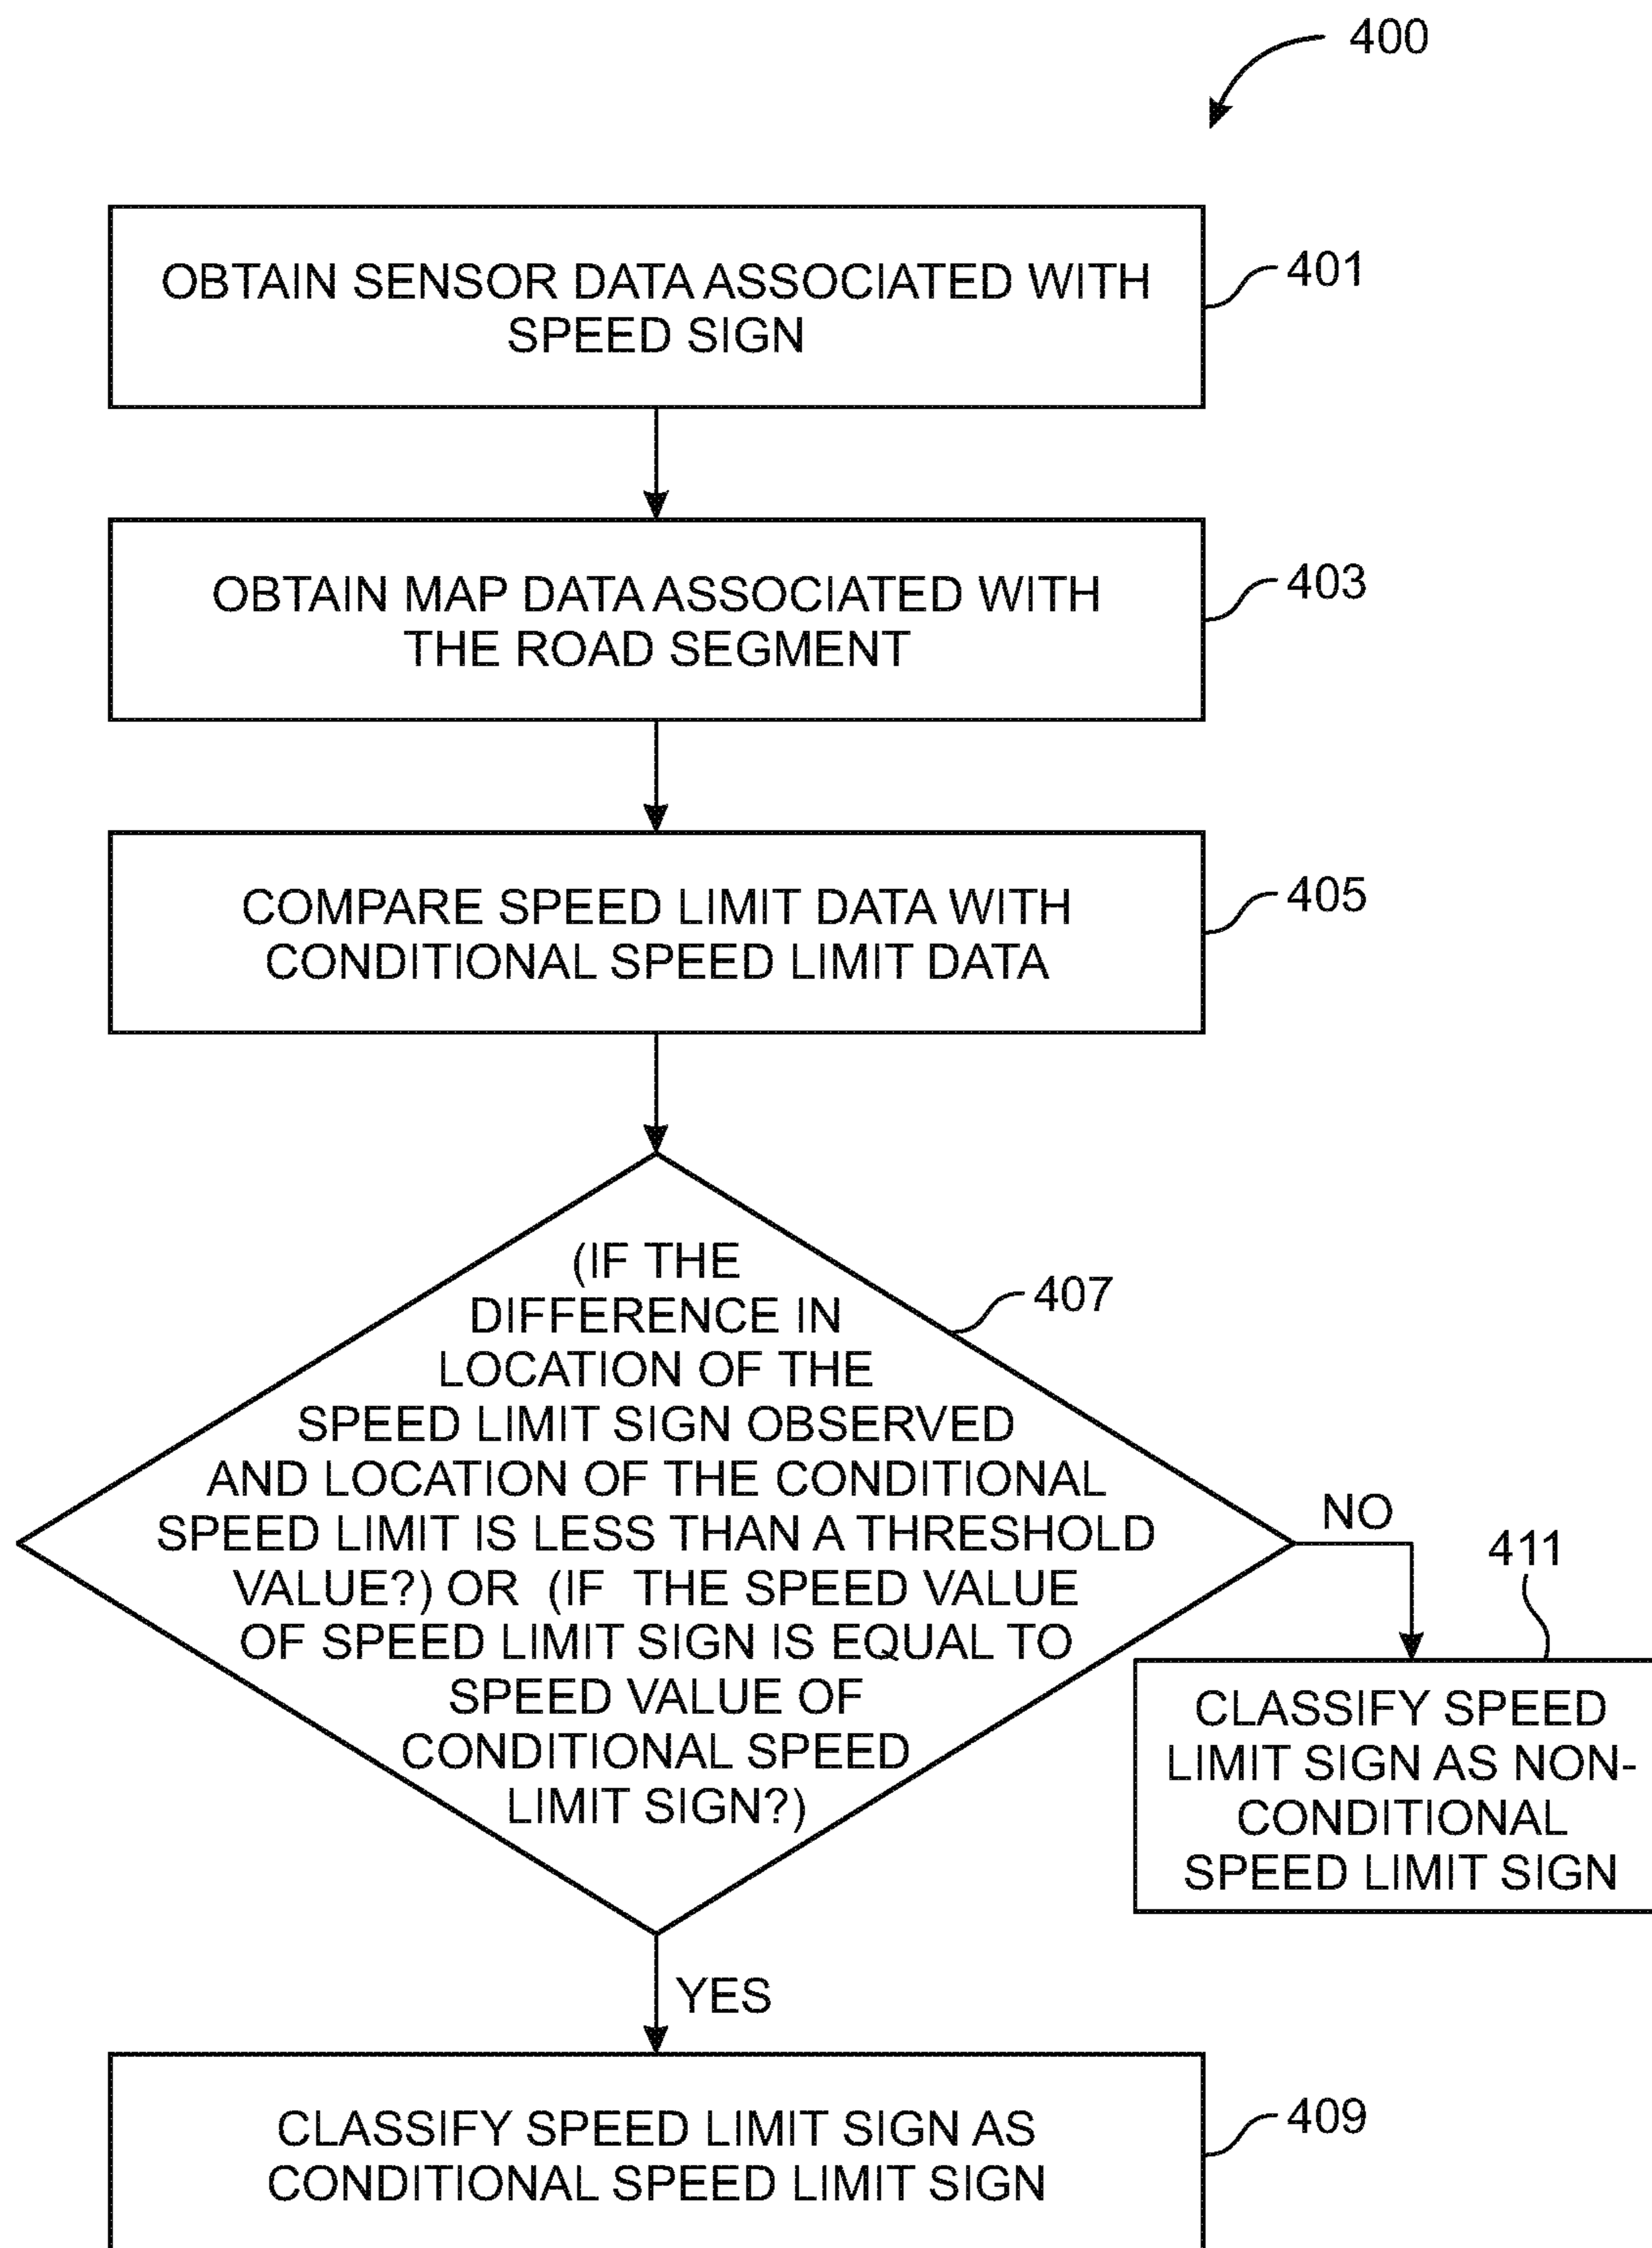 400
OBTAIN SENSOR DATA ASSOCIATED WITH
SPEED SIGN
401
OBTAIN MAP DATA ASSOCIATED WITH
THE ROAD SEGMENT
403
COMPARE SPEED LIMIT DATA WITH
CONDITIONAL SPEED LIMIT DATA
405
(IF THE
DIFFERENCE IN
LOCATION OF THE
SPEED LIMIT SIGN OBSERVED
AND LOCATION OF THE CONDITIONAL
SPEED LIMIT IS LESS THAN A THRESHOLD
VALUE?) OR (IF THE SPEED VALUE
OF SPEED LIMIT SIGN IS EQUAL TO
SPEED VALUE OF
CONDITIONAL SPEED
LIMIT SIGN?)
407
NO
411
CLASSIFY SPEED
LIMIT SIGN AS NON-
CONDITIONAL
SPEED LIMIT SIGN
YES
CLASSIFY SPEED LIMIT SIGN AS
CONDITIONAL SPEED LIMIT SIGN
409